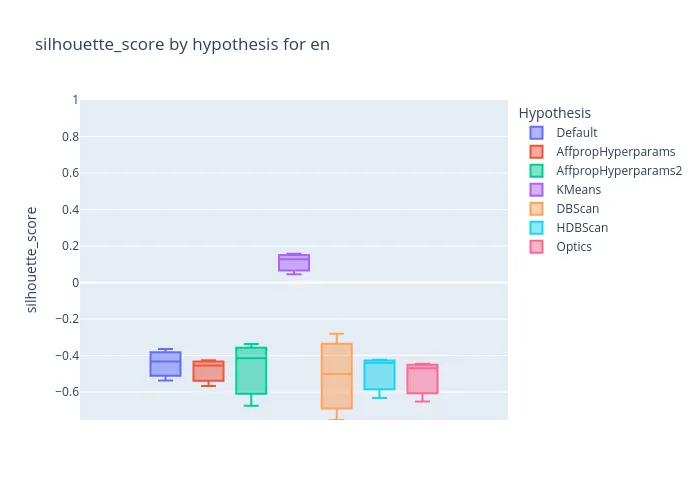 silhouette_score by hypothesis for en
1
0.8
0.6
0.4
0.2
0
−0.2
−0.4
−0.6
silhouette_score
Hypothesis
Default
AffpropHyperparams
AffpropHyperparams2
KMeans
DBScan
HDBScan
Optics